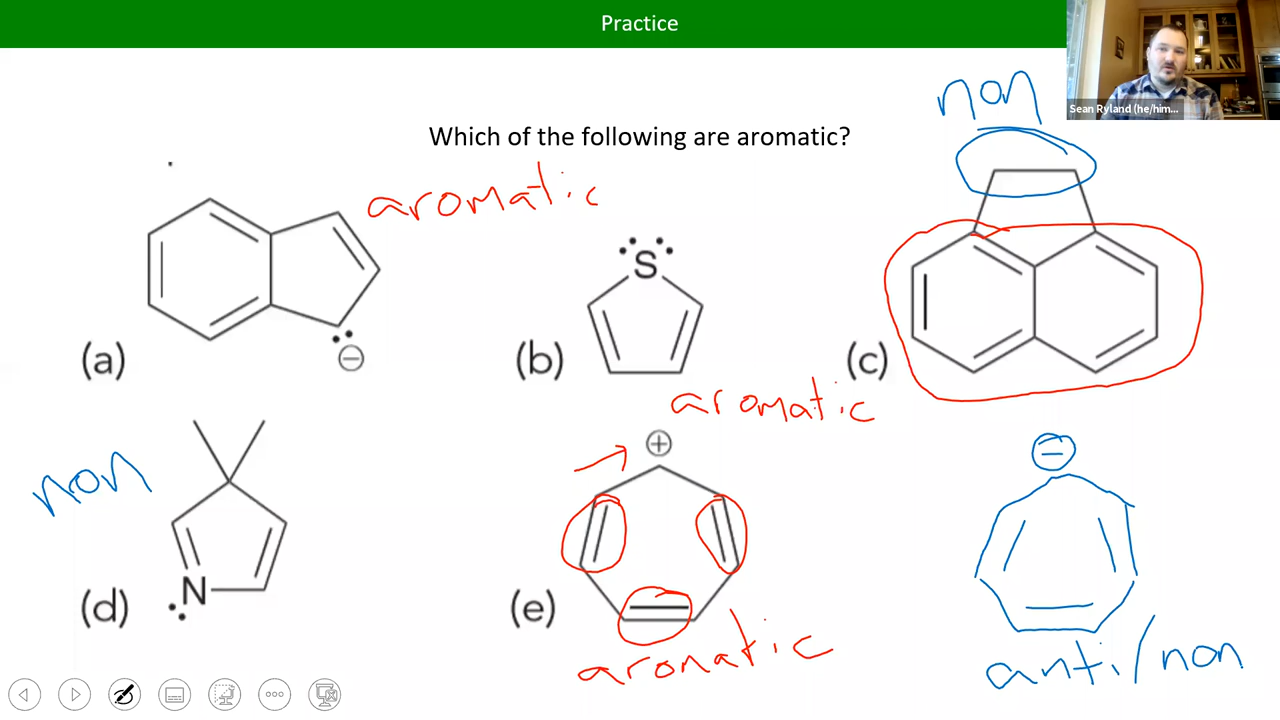 Practice
Sean Ryland (he/him...
non
Which of the following are aromatic?
aromatic
S
(a)
(b)
(c)
⊖
aromatic
⊕
⊖
non
N
(d)
(e)
aromatic
anti/non